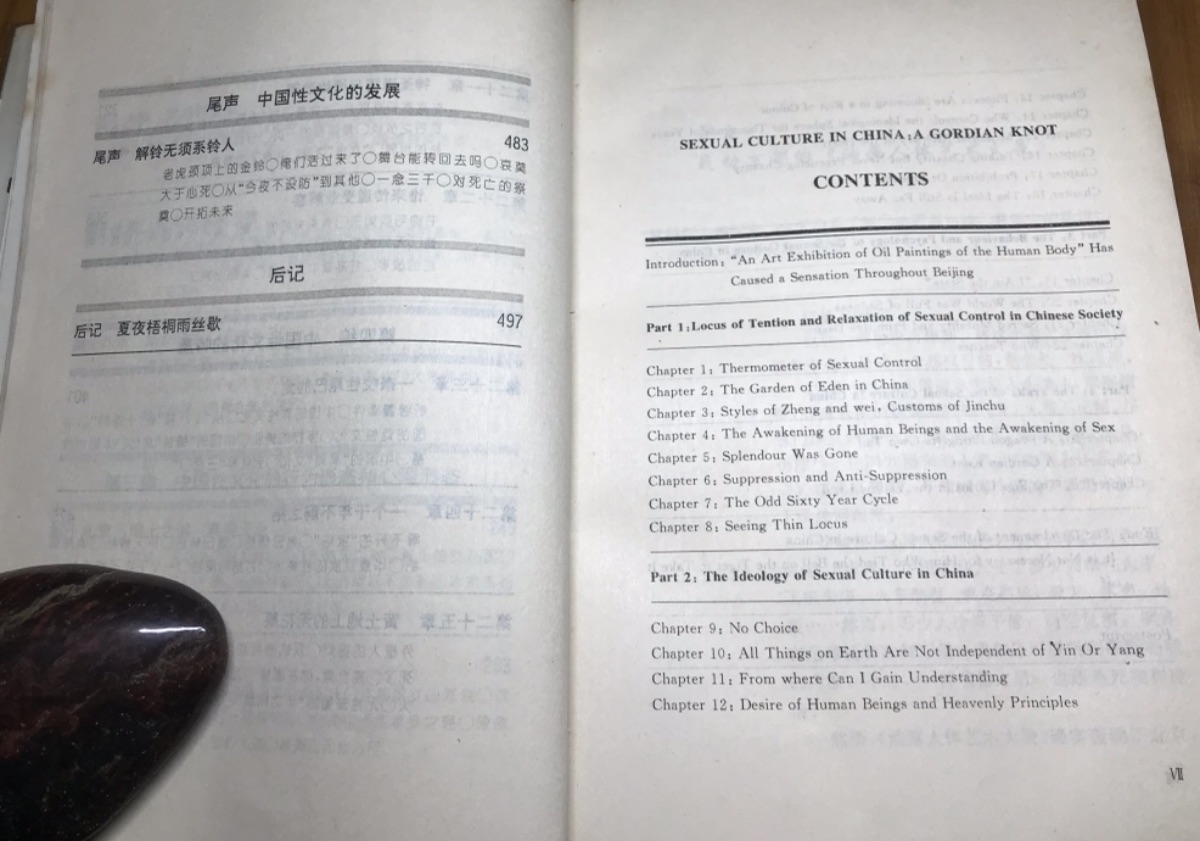 尾声 中国性文化的发展
尾声 解铃无须系铃人 483
老虎颈项上的金铃○俺们活过来了○舞台能转回去吗○哀莫
大于心死○从“今夜不设防”到其他○一念三千○对死亡的祭
奠○开拓未来
后记
后记 夏夜梧桐雨丝歇 497
SEXUAL CULTURE IN CHINA:A GORDIAN KNOT
CONTENTS
Introduction: “An Art Exhibition of Oil Paintings of the Human Body” Has
Caused a Sensation Throughout Beijing
Part 1:Locus of Tention and Relaxation of Sexual Control in Chinese Society
Chapter 1: Thermometer of Sexual Control
Chapter 2: The Garden of Eden in China
Chapter 3: Styles of Zheng and wei, Customs of Jinchu
Chapter 4: The Awakening of Human Beings and the Awakening of Sex
Chapter 5: Splendour Was Gone
Chapter 6: Suppression and Anti-Suppression
Chapter 7: The Odd Sixty Year Cycle
Chapter 8: Seeing Thin Locus
Part 2: The Ideology of Sexual Culture in China
Chapter 9: No Choice
Chapter 10: All Things on Earth Are Not Independent of Yin Or Yang
Chapter 11: From where Can I Gain Understanding
Chapter 12: Desire of Human Beings and Heavenly Principles
Ⅶ